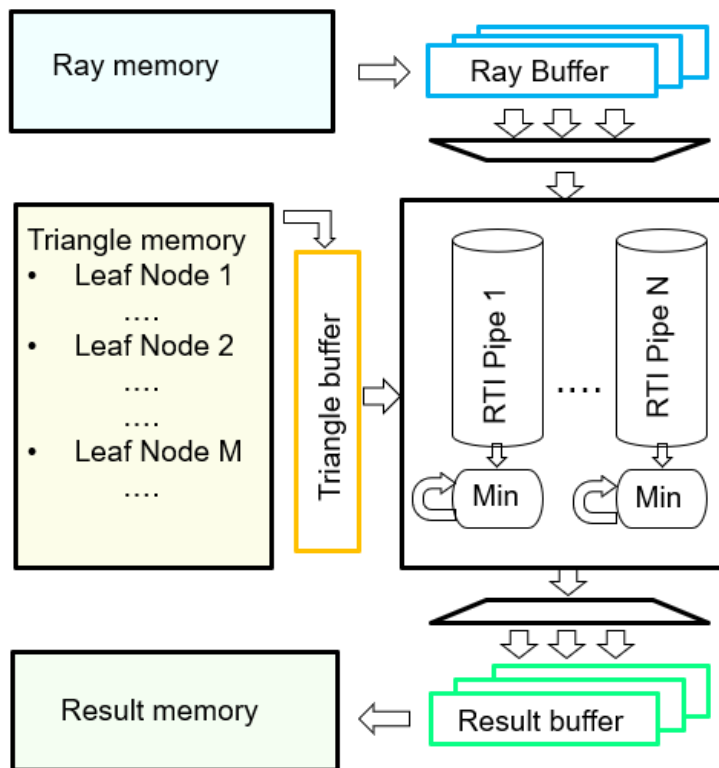 Ray memory
Ray Buffer
Triangle memory
• Leaf Node 1
....
• Leaf Node 2
....
....
• Leaf Node M
....
Triangle buffer
RTI Pipe 1
....
RTI Pipe N
Min
Min
Result memory
Result buffer